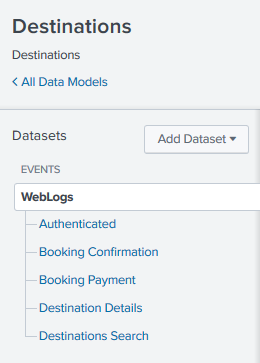 Destinations
Destinations
< All Data Models
Datasets
Add Dataset
EVENTS
WebLogs
Authenticated
Booking Confirmation
Booking Payment
Destination Details
Destinations Search